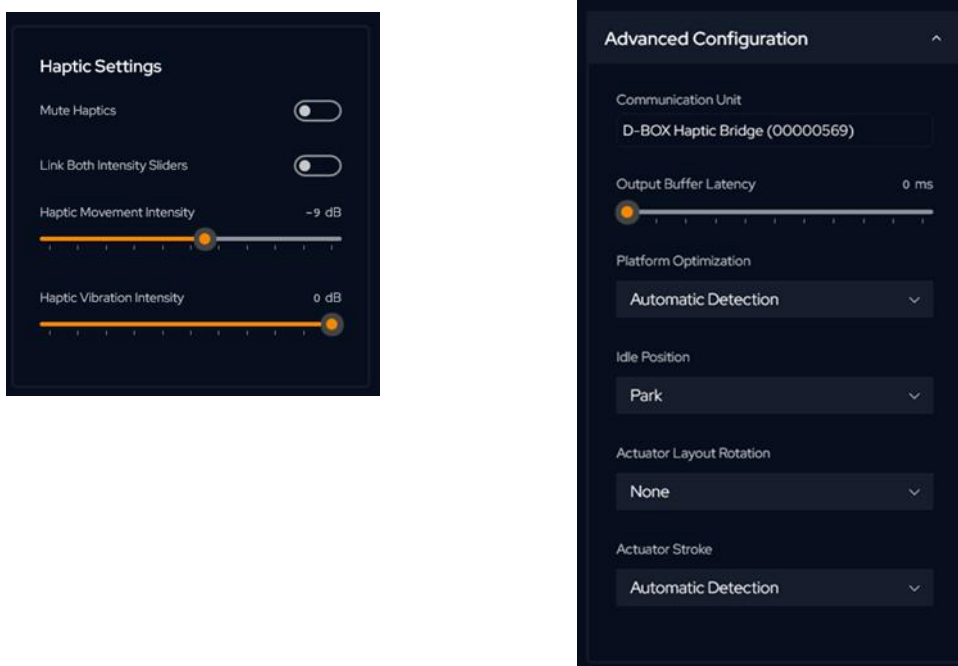 Haptic Settings
Mute Haptics
Link Both Intensity Sliders
Haptic Movement Intensity -9 dB
Haptic Vibration Intensity 0 dB
Advanced Configuration
Communication Unit
D-BOX Haptic Bridge (00000569)
Output Buffer Latency 0 ms
Platform Optimization
Automatic Detection
Idle Position
Park
Actuator Layout Rotation
None
Actuator Stroke
Automatic Detection